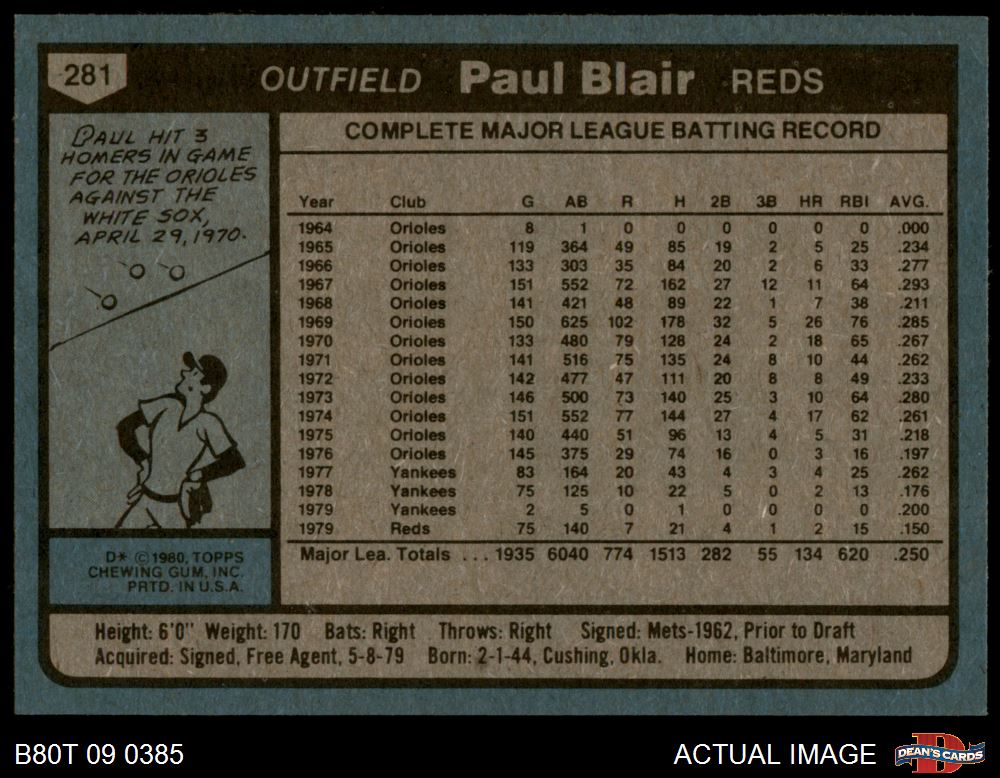 281 OUTFIELD Paul Blair REDS
PAUL HIT 3
HOMERS IN GAME
FOR THE ORIOLES
AGAINST THE
WHITE SOX,
APRIL 29, 1970.
COMPLETE MAJOR LEAGUE BATTING RECORD
Year Club G AB R H 2B 3B HR RBI AVG.
1964 Orioles 8 1 0 0 0 0 0 0 .000
1965 Orioles 119 364 49 85 19 2 5 25 .234
1966 Orioles 133 303 35 84 20 2 6 33 .277
1967 Orioles 151 552 72 162 27 12 11 64 .293
1968 Orioles 141 421 48 89 22 1 7 38 .211
1969 Orioles 150 625 102 178 32 5 26 76 .285
1970 Orioles 133 480 79 128 24 2 18 65 .267
1971 Orioles 141 516 75 135 24 8 10 44 .262
1972 Orioles 142 477 47 111 20 8 8 49 .233
1973 Orioles 146 500 73 140 25 3 10 64 .280
1974 Orioles 151 552 77 144 27 4 17 62 .261
1975 Orioles 140 440 51 96 13 4 5 31 .218
1976 Orioles 145 375 29 74 16 0 3 16 .197
1977 Yankees 83 164 20 43 4 3 4 25 .262
1978 Yankees 75 125 10 22 5 0 2 13 .176
1979 Yankees 2 5 0 1 0 0 0 0 .200
1979 Reds 75 140 7 21 4 1 2 15 .150
Major Lea. Totals . . . 1935 6040 774 1513 282 55 134 620 .250
D* © 1980, TOPPS
CHEWING GUM, INC.
PRTD. IN U.S.A.
Height: 6'0" Weight: 170 Bats: Right Throws: Right Signed: Mets-1962, Prior to Draft
Acquired: Signed, Free Agent, 5-8-79 Born: 2-1-44, Cushing, Okla. Home: Baltimore, Maryland
B80T 09 0385 ACTUAL IMAGE D DEAN'S CARDS